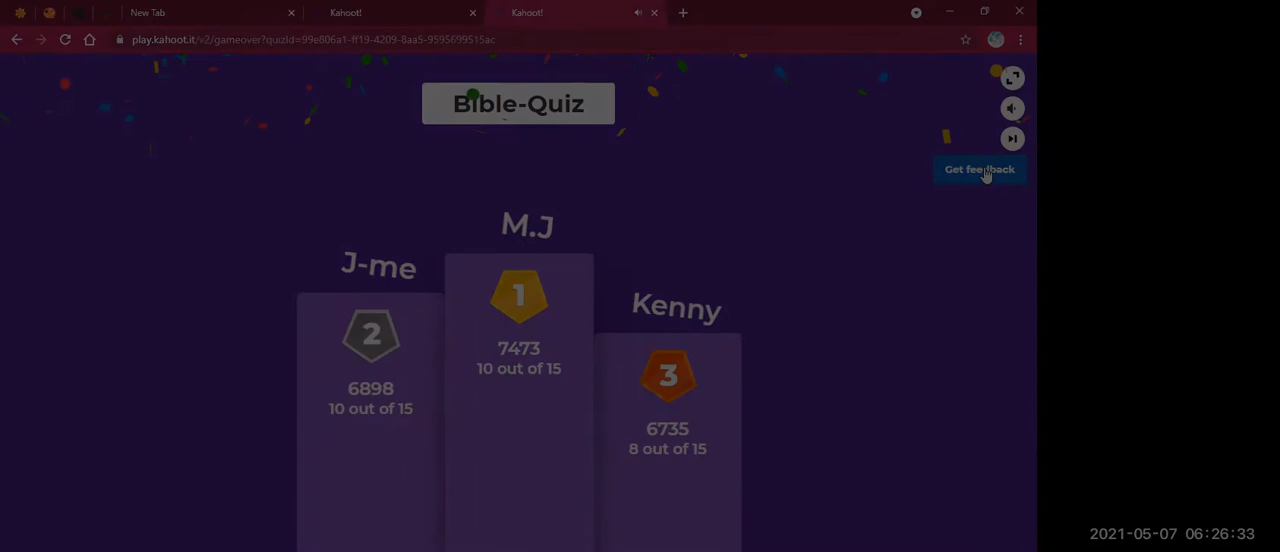 New Tab
Kahoot!
Kahoot!
play.kahoot.it/v2/gameover?quizId=99e806a1-ff19-4209-8aa5-9595699515ac
Bible-Quiz
Get feedback
M.J
J-me
Kenny
1
7473
10 out of 15
2
6898
10 out of 15
3
6735
8 out of 15
2021-05-07 06:26:33